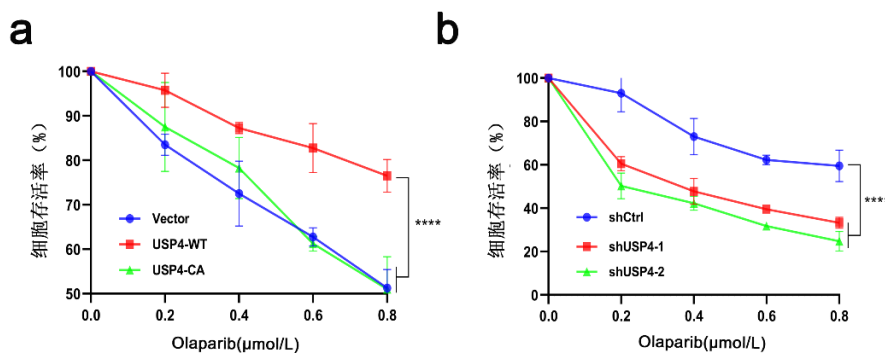 a
细胞存活率（%）
100
90
80
70
60
50
Vector
USP4-WT
USP4-CA
****
0.0
0.2
0.4
0.6
0.8
Olaparib(μmol/L)
b
细胞存活率（%）
100
80
60
40
20
0
shCtrl
shUSP4-1
shUSP4-2
****
0.0
0.2
0.4
0.6
0.8
Olaparib(μmol/L)